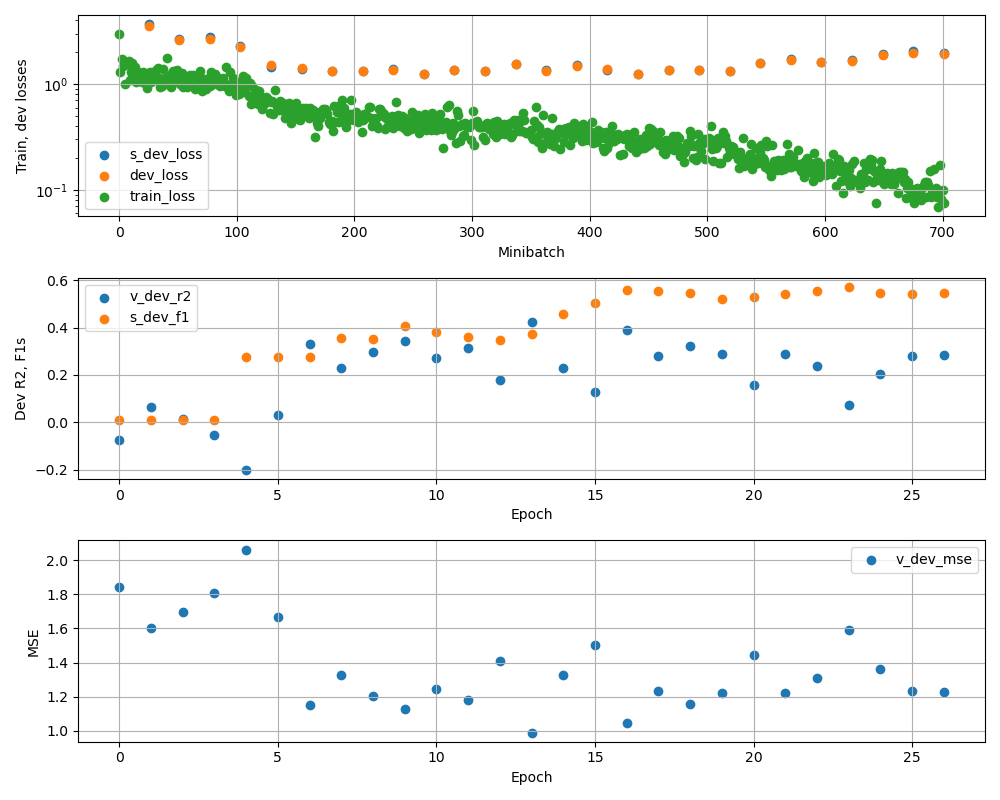 Train, dev losses
10⁰
10⁻¹
s_dev_loss
dev_loss
train_loss
0 100 200 300 400 500 600 700
Minibatch
Dev R2, F1s
0.6
0.4
0.2
0.0
−0.2
v_dev_r2
s_dev_f1
0 5 10 15 20 25
Epoch
MSE
2.0
1.8
1.6
1.4
1.2
1.0
v_dev_mse
0 5 10 15 20 25
Epoch